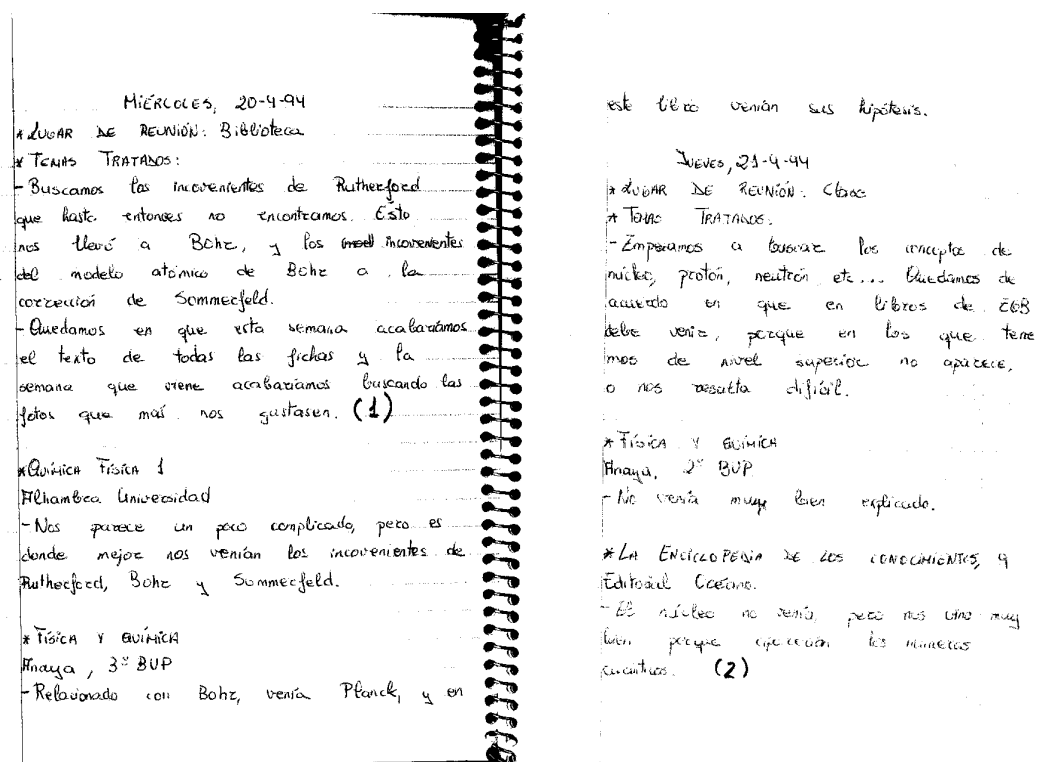 MIÉRCOLES, 20-4-94
* LUGAR DE REUNIÓN: Biblioteca
* TEMAS TRATADOS:
- Buscamos los incovenientes de Rutherford
que hasta entonces no encontramos. Esto
nos llevó a Bohr, y los incovenientes
del modelo atómico de Bohr a la
corrección de Sommerfeld.
- Quedamos en que esta semana acabaríamos
el texto de todas las fichas y la
semana que viene acabaríamos buscando las
fotos que más nos gustasen. (1)
* QUÍMICA FÍSICA 1
Alhambra Universidad
- Nos parece un poco complicado, pero es
donde mejor nos venían los incovenientes de
Rutherford, Bohr y Sommerfeld.
* FÍSICA Y QUÍMICA
Anaya, 3º BUP
- Relacionado con Bohr, venía Planck, y en
este libro venían sus hipótesis.
JUEVES, 21-4-94
* LUGAR DE REUNIÓN: Clase
* TEMAS TRATADOS:
- Empezamos a buscar los conceptos de
núcleo, protón, neutrón, etc... Quedamos de
acuerdo en que en libros de EGB
debe venir, porque en los que tene
mos de nivel superior no aparece,
o nos resulta difícil.
* FÍSICA Y QUÍMICA
Anaya, 2º BUP
- No venía muy bien explicado.
* LA ENCICLOPEDIA DE LOS CONOCIMIENTOS, 9
Editorial Océano.
- El núcleo no venía, pero nos vino muy
bien porque los números
cuánticos. (2)